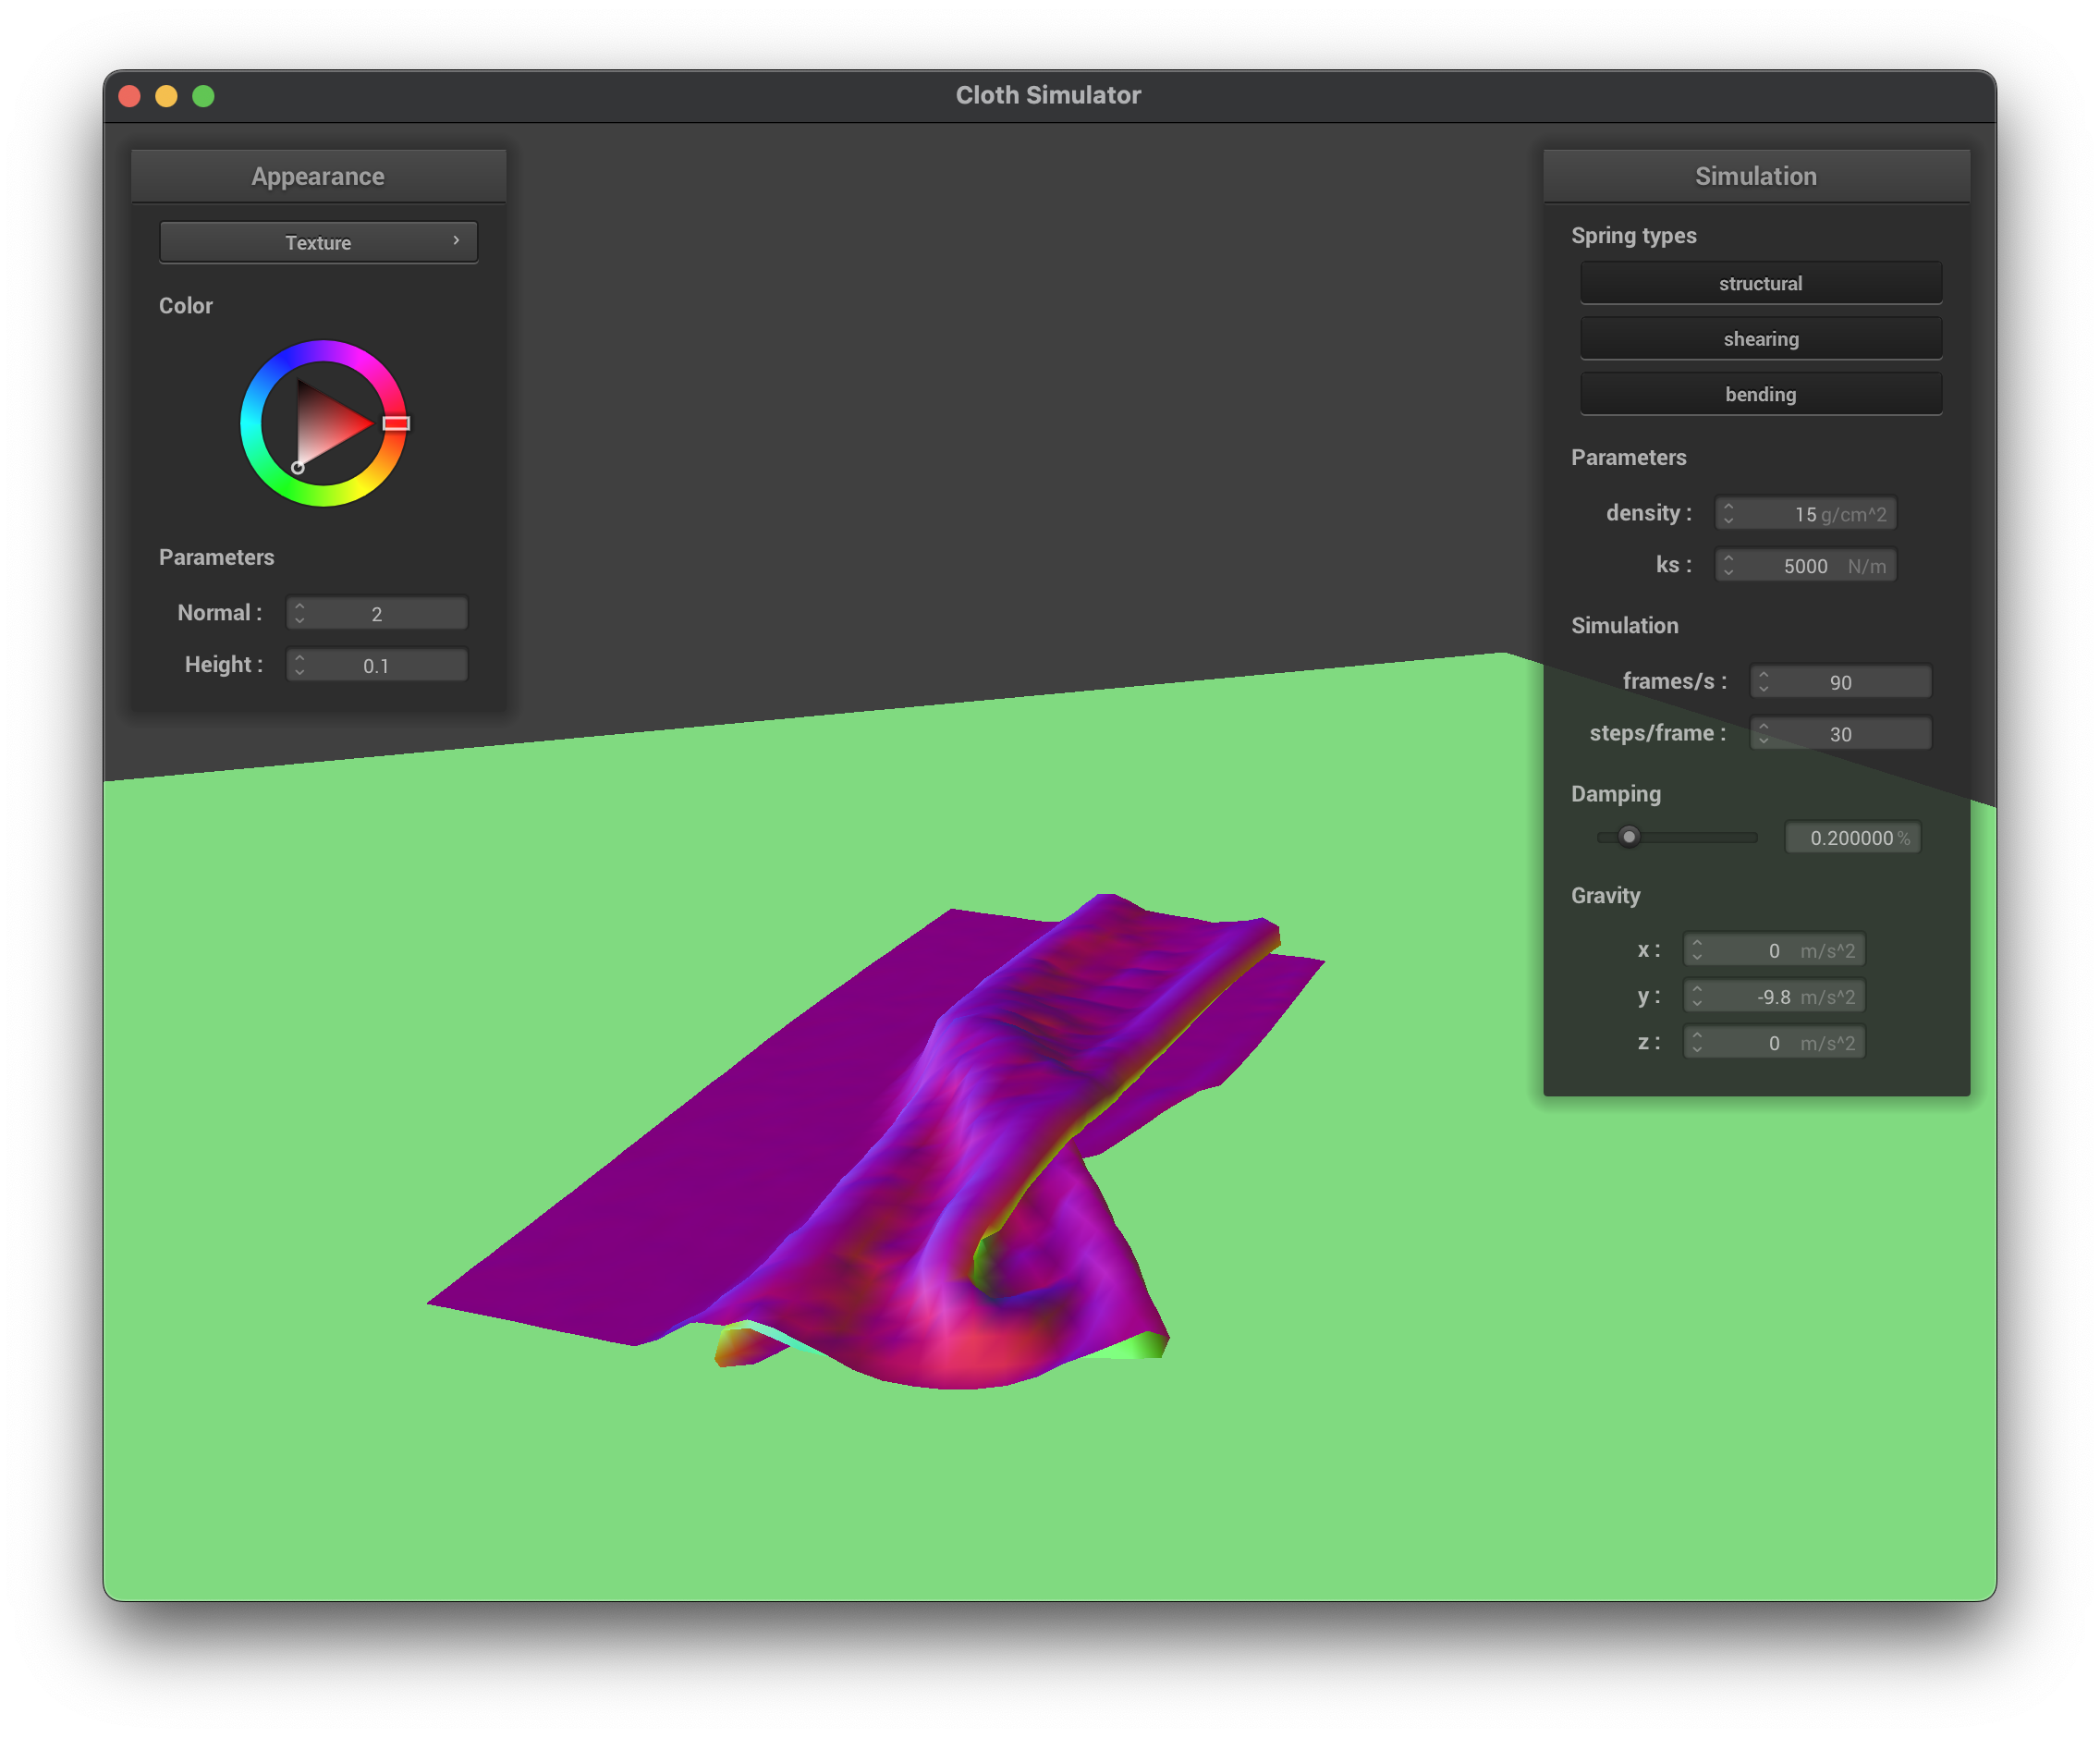 Cloth Simulator
Appearance
Texture
Color
Parameters
Normal : 2
Height : 0.1
Simulation
Spring types
structural
shearing
bending
Parameters
density : 15 g/cm^2
ks : 5000 N/m
Simulation
frames/s : 90
steps/frame : 30
Damping
0.200000 %
Gravity
x : 0 m/s^2
y : -9.8 m/s^2
z : 0 m/s^2